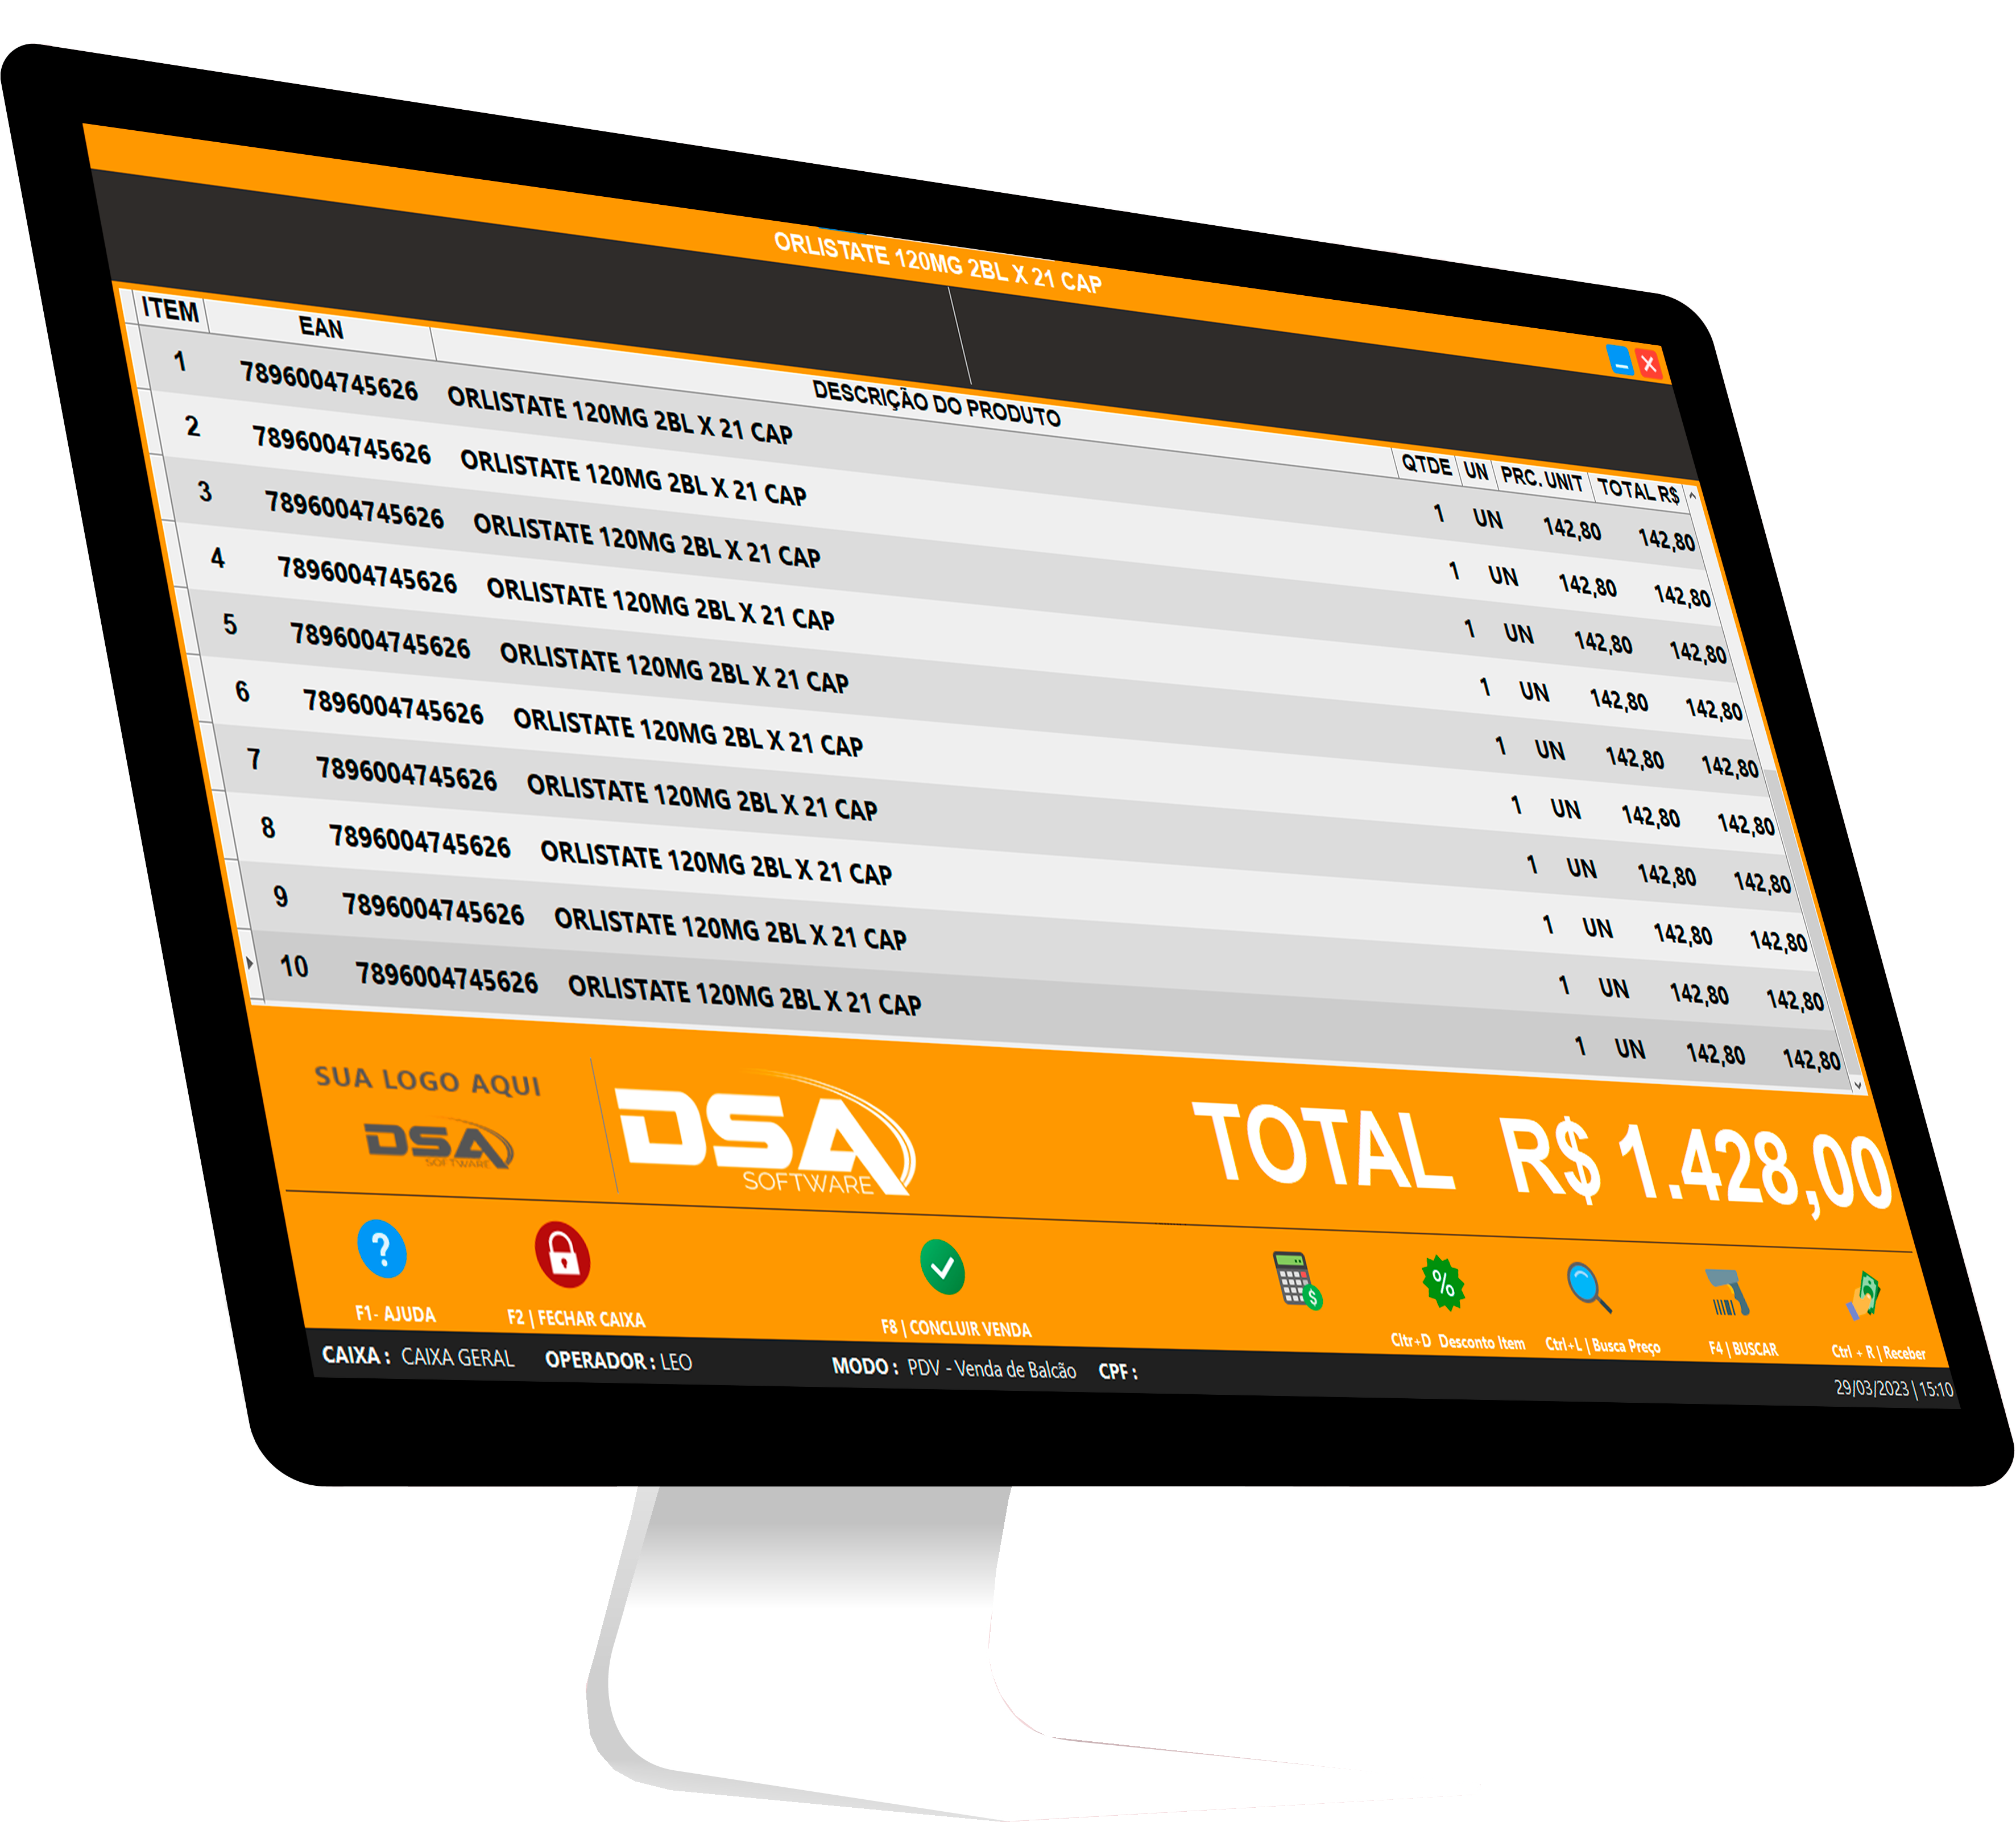 ORLISTATE 120MG 2BL X 21 CAP
ITEM EAN DESCRIÇÃO DO PRODUTO QTDE UN PRC. UNIT TOTAL R$
1 7896004745626 ORLISTATE 120MG 2BL X 21 CAP 1 UN 142,80 142,80
2 7896004745626 ORLISTATE 120MG 2BL X 21 CAP 1 UN 142,80 142,80
3 7896004745626 ORLISTATE 120MG 2BL X 21 CAP 1 UN 142,80 142,80
4 7896004745626 ORLISTATE 120MG 2BL X 21 CAP 1 UN 142,80 142,80
5 7896004745626 ORLISTATE 120MG 2BL X 21 CAP 1 UN 142,80 142,80
6 7896004745626 ORLISTATE 120MG 2BL X 21 CAP 1 UN 142,80 142,80
7 7896004745626 ORLISTATE 120MG 2BL X 21 CAP 1 UN 142,80 142,80
8 7896004745626 ORLISTATE 120MG 2BL X 21 CAP 1 UN 142,80 142,80
9 7896004745626 ORLISTATE 120MG 2BL X 21 CAP 1 UN 142,80 142,80
10 7896004745626 ORLISTATE 120MG 2BL X 21 CAP 1 UN 142,80 142,80
SUA LOGO AQUI
DSA
SOFTWARE
DSA
SOFTWARE
TOTAL R$ 1.428,00
F1- AJUDA F2 | FECHAR CAIXA F8 | CONCLUIR VENDA Cltr+D Desconto Item Ctrl+L | Busca Preço F4 | BUSCAR Ctrl + R | Receber
CAIXA : CAIXA GERAL OPERADOR : LEO MODO : PDV - Venda de Balcão CPF : 29/03/2023 | 15:10